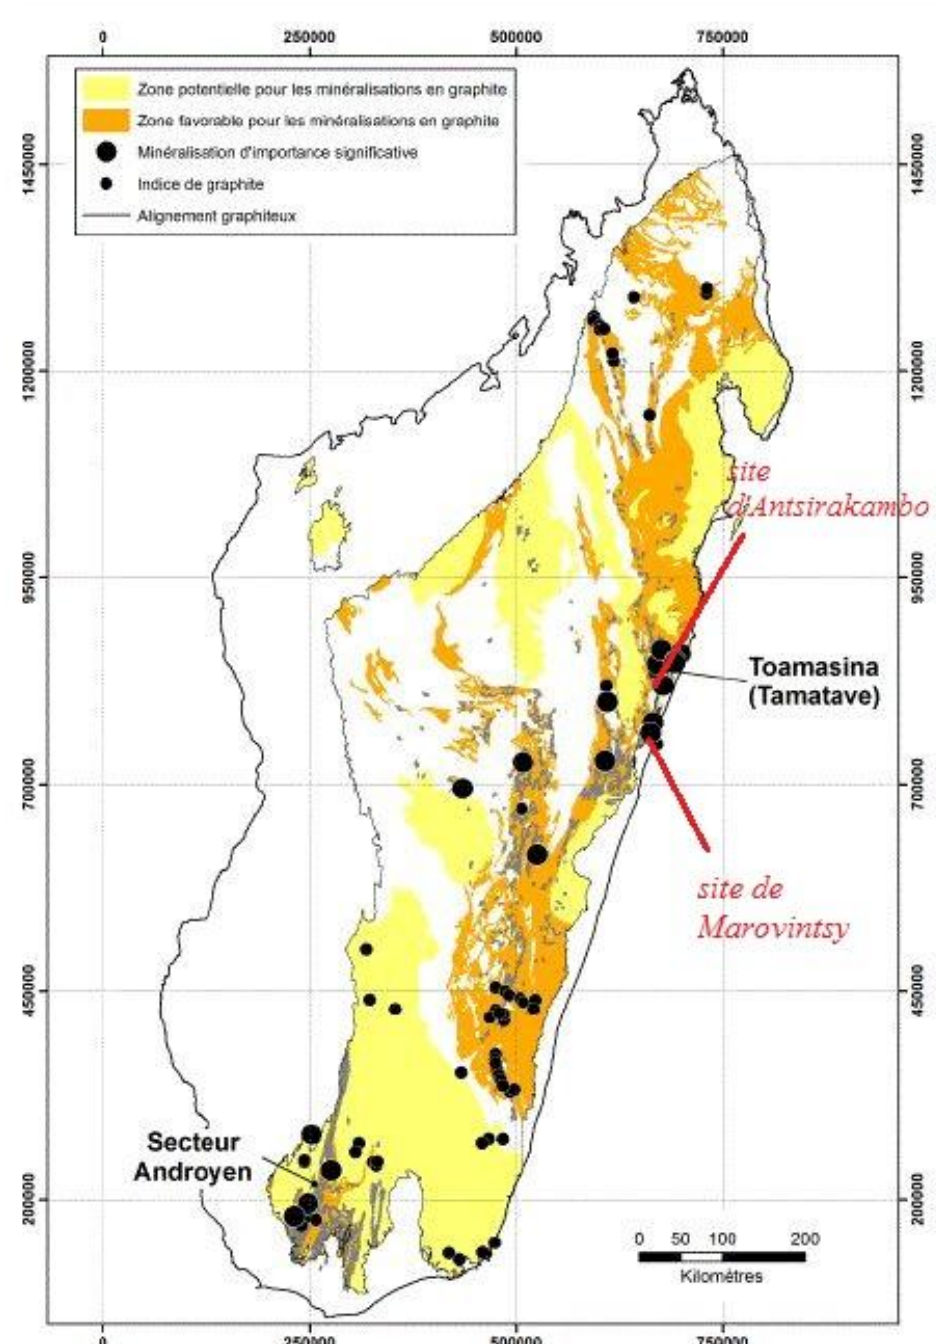 0 250000 500000 750000
Zone potentielle pour les minéralisations en graphite
Zone favorable pour les minéralisations en graphite
Minéralisation d'importance significative
Indice de graphite
Alignement graphiteux
1450000 1450000
1200000 1200000
site
d'Antsirakambo
950000 950000
Toamasina
(Tamatave)
700000 700000
site de
Marovintsy
450000 450000
Secteur
Androyen
200000 200000
0 50 100 200
Kilomètres
0 250000 500000 750000